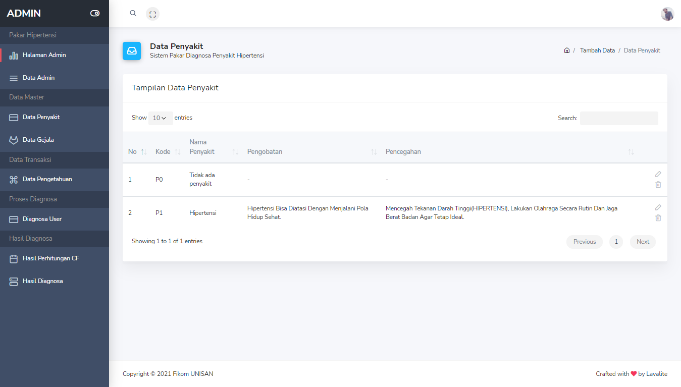 ADMIN
Pakar Hipertensi
Halaman Admin
Data Admin
Data Master
Data Penyakit
Data Gejala
Data Transaksi
Data Pengetahuan
Proses Diagnosa
Diagnosa User
Hasil Diagnosa
Hasil Perhitungan CF
Hasil Diagnosa
Data Penyakit
Sistem Pakar Diagnosa Penyakit Hipertensi
/ Tambah Data / Data Penyakit
Tampilan Data Penyakit
Show 10 entries
Search:
No Kode Nama Penyakit Pengobatan Pencegahan
1 P0 Tidak ada penyakit - -
2 P1 Hipertensi Hipertensi Bisa Diatasi Dengan Menjalani Pola Hidup Sehat. Mencegah Tekanan Darah Tinggi(HIPERTENSI), Lakukan Olahraga Secara Rutin Dan Jaga Berat Badan Agar Tetap Ideal.
Showing 1 to 1 of 1 entries
Previous 1 Next
Copyright © 2021 Fikom UNISAN
Crafted with ❤ by Lavalite